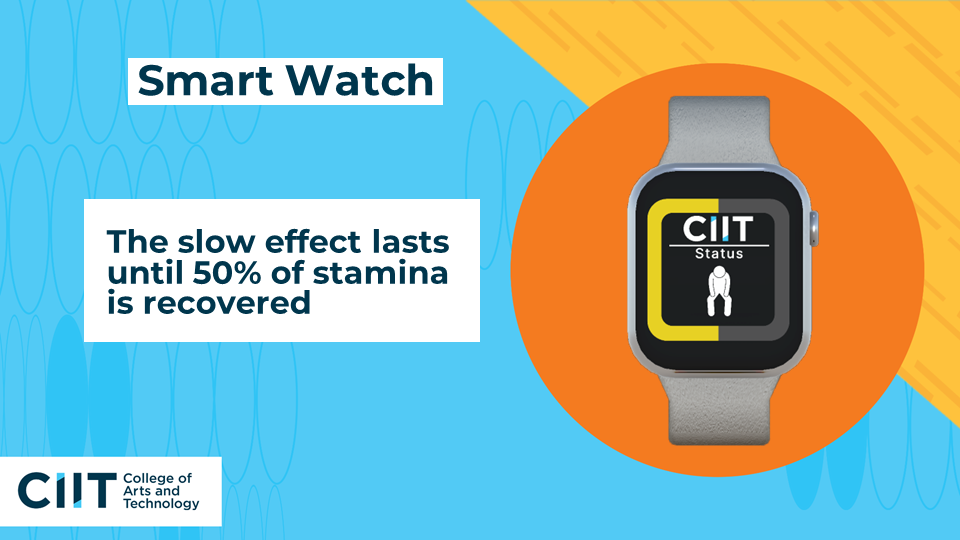 Smart Watch
The slow effect lasts
until 50% of stamina
is recovered
CIIT
Status
CIIT
College of
Arts and
Technology